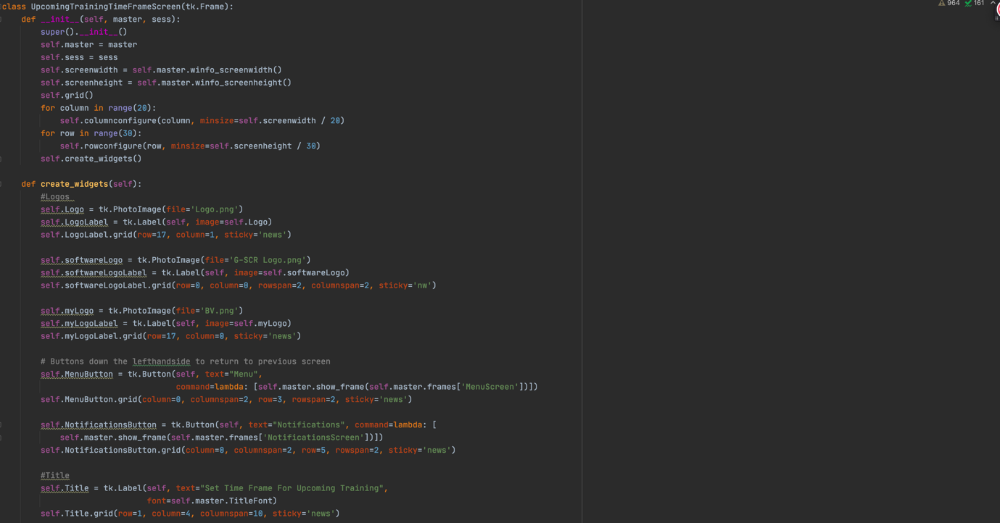 964 161
class UpcomingTrainingTimeFrameScreen(tk.Frame):
    def __init__(self, master, sess):
        super().__init__()
        self.master = master
        self.sess = sess
        self.screenwidth = self.master.winfo_screenwidth()
        self.screenheight = self.master.winfo_screenheight()
        self.grid()
        for column in range(20):
            self.columnconfigure(column, minsize=self.screenwidth / 20)
        for row in range(30):
            self.rowconfigure(row, minsize=self.screenheight / 30)
        self.create_widgets()

    def create_widgets(self):
        #Logos
        self.Logo = tk.PhotoImage(file='Logo.png')
        self.LogoLabel = tk.Label(self, image=self.Logo)
        self.LogoLabel.grid(row=17, column=1, sticky='news')

        self.softwareLogo = tk.PhotoImage(file='G-SCR Logo.png')
        self.softwareLogoLabel = tk.Label(self, image=self.softwareLogo)
        self.softwareLogoLabel.grid(row=0, column=0, rowspan=2, columnspan=2, sticky='nw')

        self.myLogo = tk.PhotoImage(file='BV.png')
        self.myLogoLabel = tk.Label(self, image=self.myLogo)
        self.myLogoLabel.grid(row=17, column=0, sticky='news')

        # Buttons down the lefthandside to return to previous screen
        self.MenuButton = tk.Button(self, text="Menu",
                                    command=lambda: [self.master.show_frame(self.master.frames['MenuScreen'])])
        self.MenuButton.grid(column=0, columnspan=2, row=3, rowspan=2, sticky='news')

        self.NotificationsButton = tk.Button(self, text="Notifications", command=lambda: [
            self.master.show_frame(self.master.frames['NotificationsScreen'])])
        self.NotificationsButton.grid(column=0, columnspan=2, row=5, rowspan=2, sticky='news')

        #Title
        self.Title = tk.Label(self, text="Set Time Frame For Upcoming Training",
                              font=self.master.TitleFont)
        self.Title.grid(row=1, column=4, columnspan=10, sticky='news')